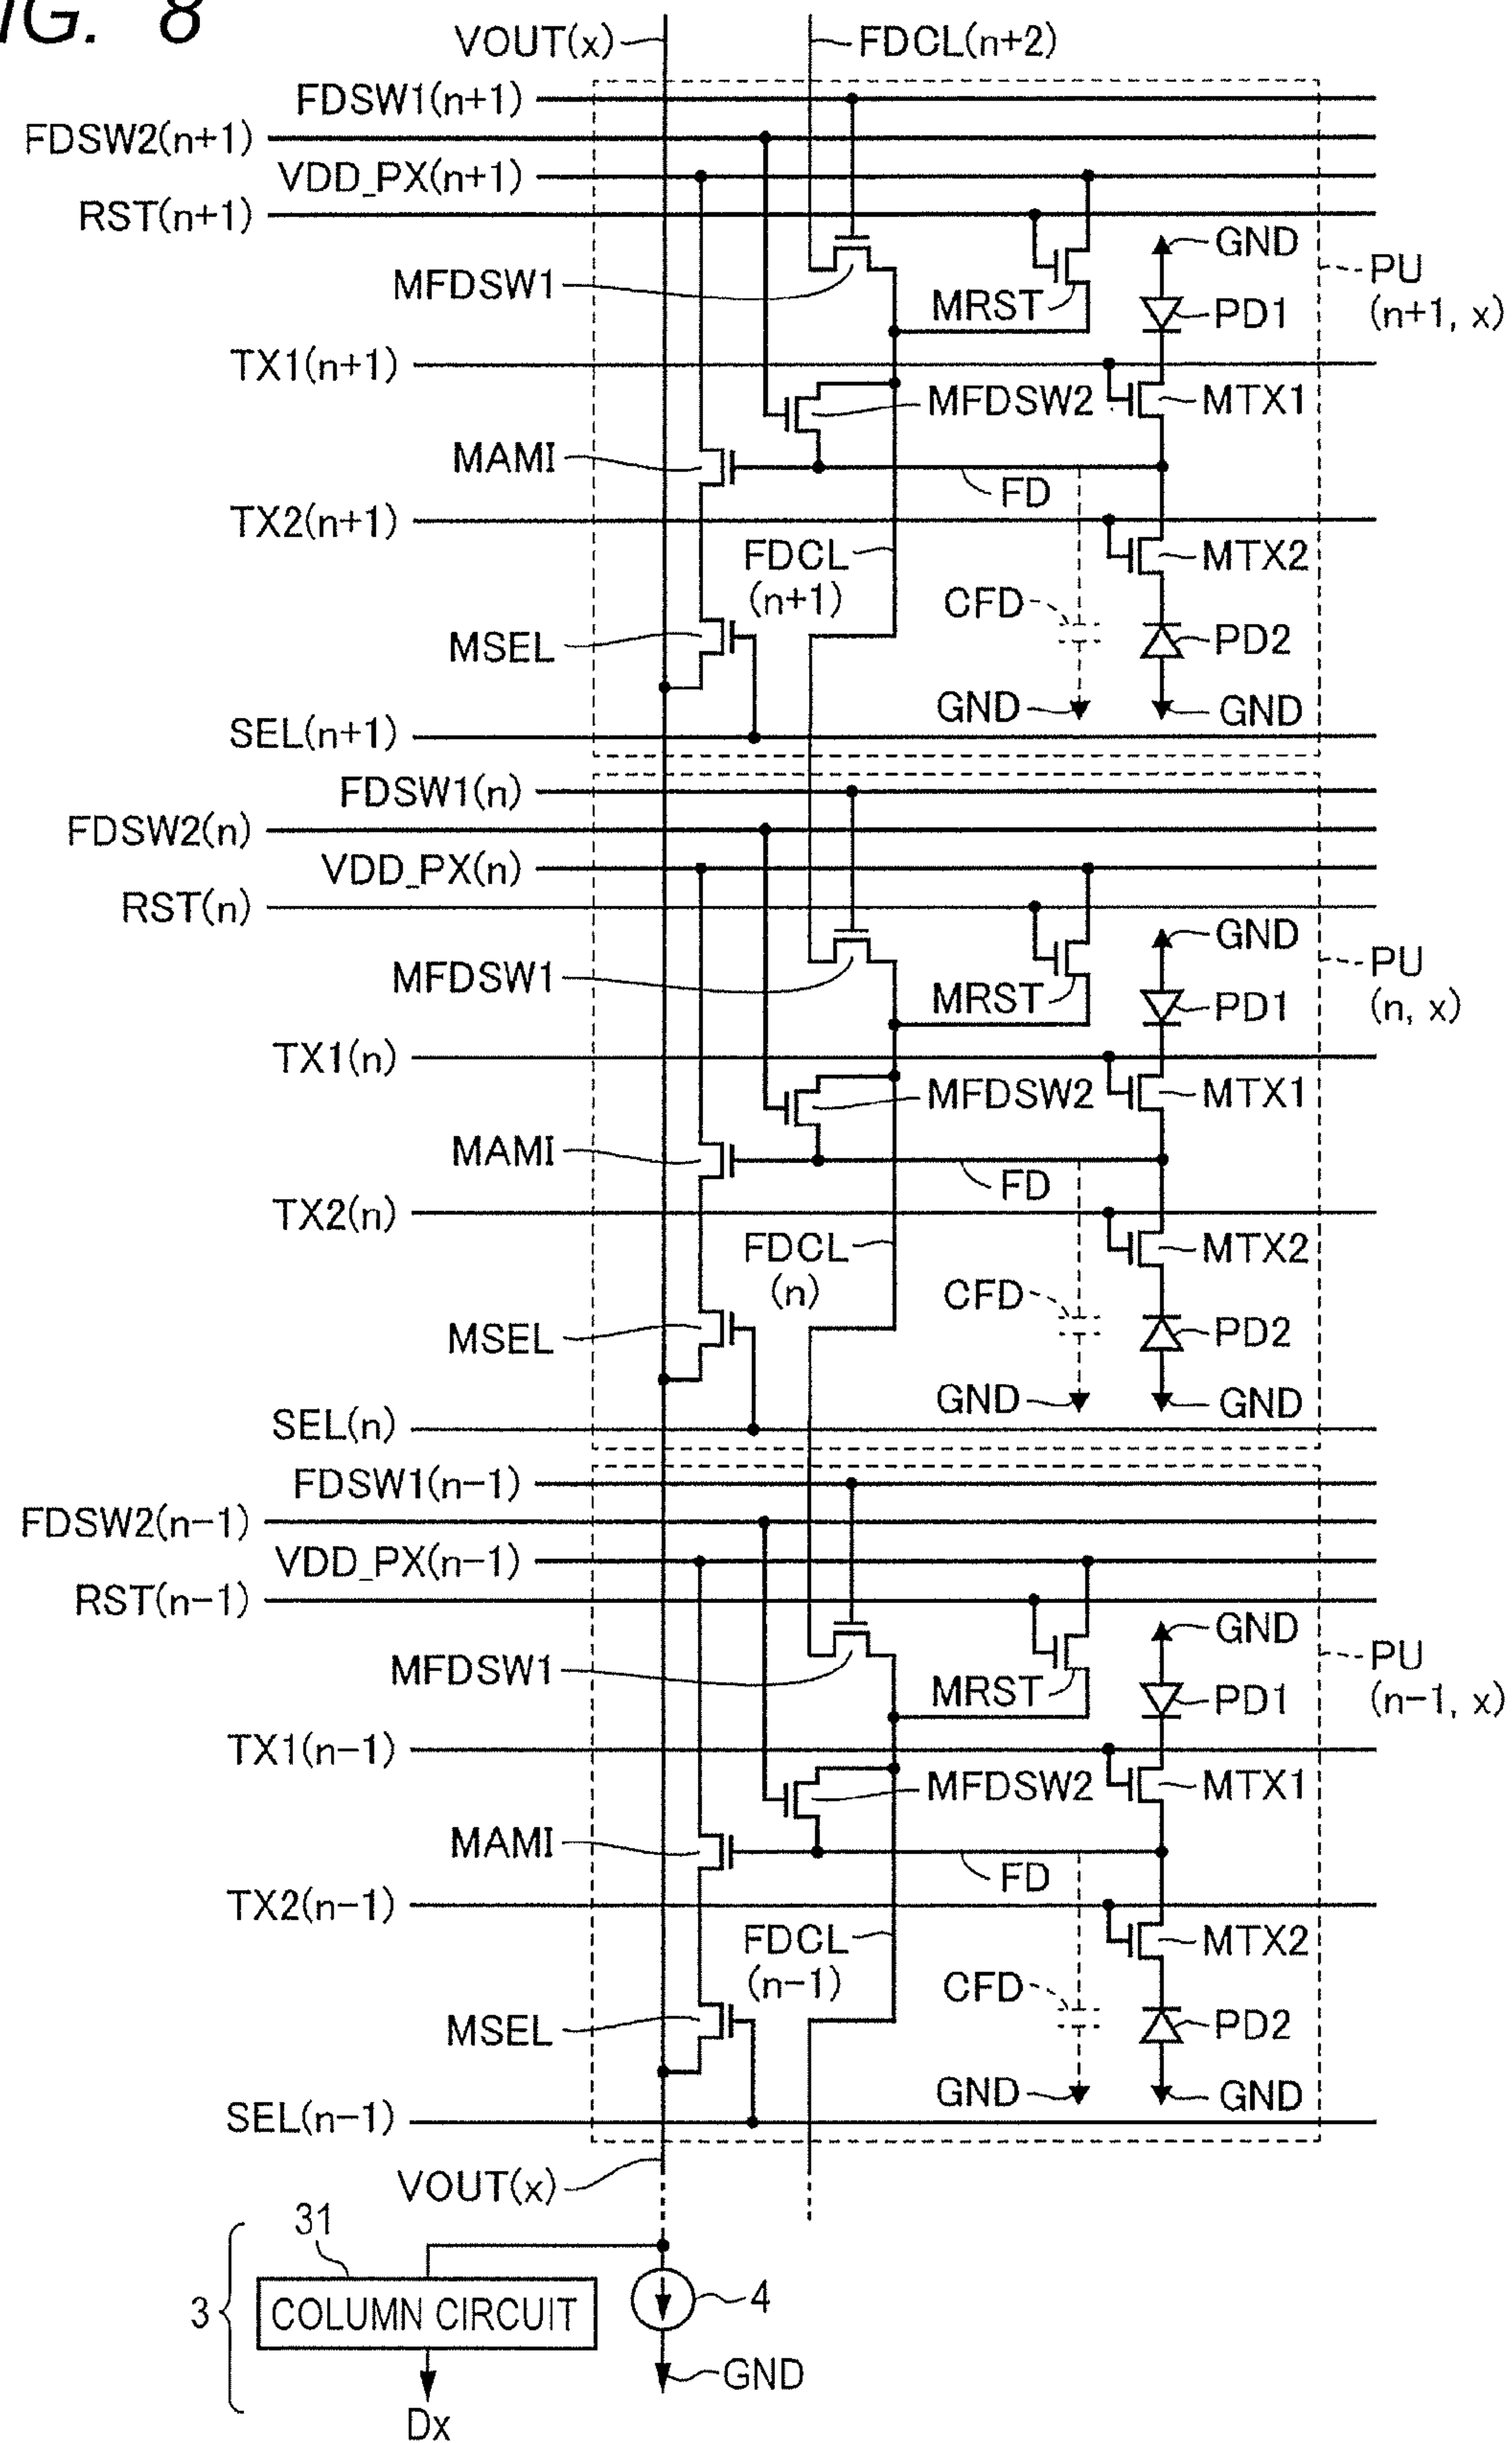 IG. 8
VOUT(x)
FDCL(n+2)
FDSW1(n+1)
FDSW2(n+1)
VDD_PX(n+1)
RST(n+1)
GND
PU
(n+1, x)
MFDSW1
MRST
PD1
TX1(n+1)
MFDSW2
MTX1
MAMI
FD
TX2(n+1)
FDCL
(n+1)
MTX2
CFD
MSEL
PD2
GND
GND
SEL(n+1)
FDSW1(n)
FDSW2(n)
VDD_PX(n)
RST(n)
GND
PU
(n, x)
MFDSW1
MRST
PD1
TX1(n)
MFDSW2
MTX1
MAMI
FD
TX2(n)
FDCL
(n)
MTX2
CFD
MSEL
PD2
GND
GND
SEL(n)
FDSW1(n-1)
FDSW2(n-1)
VDD_PX(n-1)
RST(n-1)
GND
PU
(n-1, x)
MFDSW1
MRST
PD1
TX1(n-1)
MFDSW2
MTX1
MAMI
FD
TX2(n-1)
FDCL
(n-1)
MTX2
CFD
MSEL
PD2
GND
GND
SEL(n-1)
VOUT(x)
31
3
COLUMN CIRCUIT
4
GND
Dx